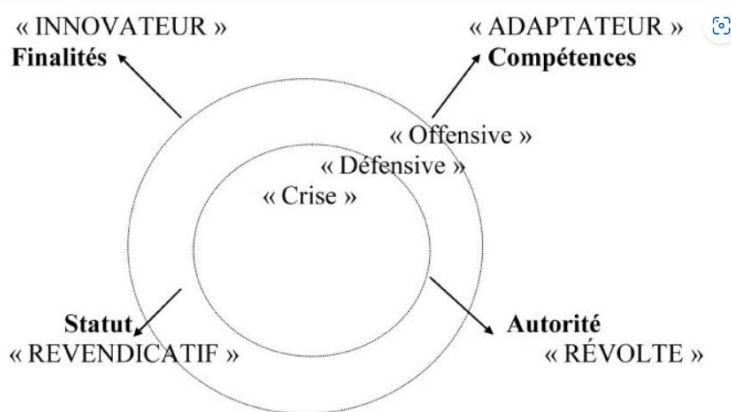 « INNOVATEUR »
Finalités
« ADAPTATEUR »
Compétences
« Offensive »
« Défensive »
« Crise »
Statut
« REVENDICATIF »
Autorité
« RÉVOLTE »